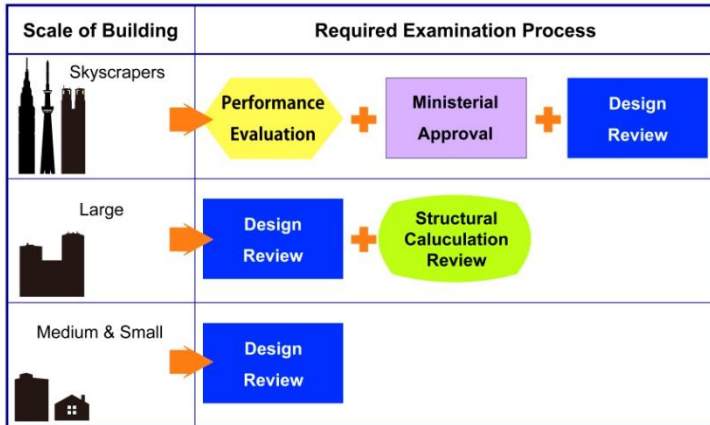 Scale of Building
Required Examination Process
Skyscrapers
Performance
Evaluation
Ministerial
Approval
Design
Review
Large
Design
Review
Structural
Caluculation
Review
Medium & Small
Design
Review